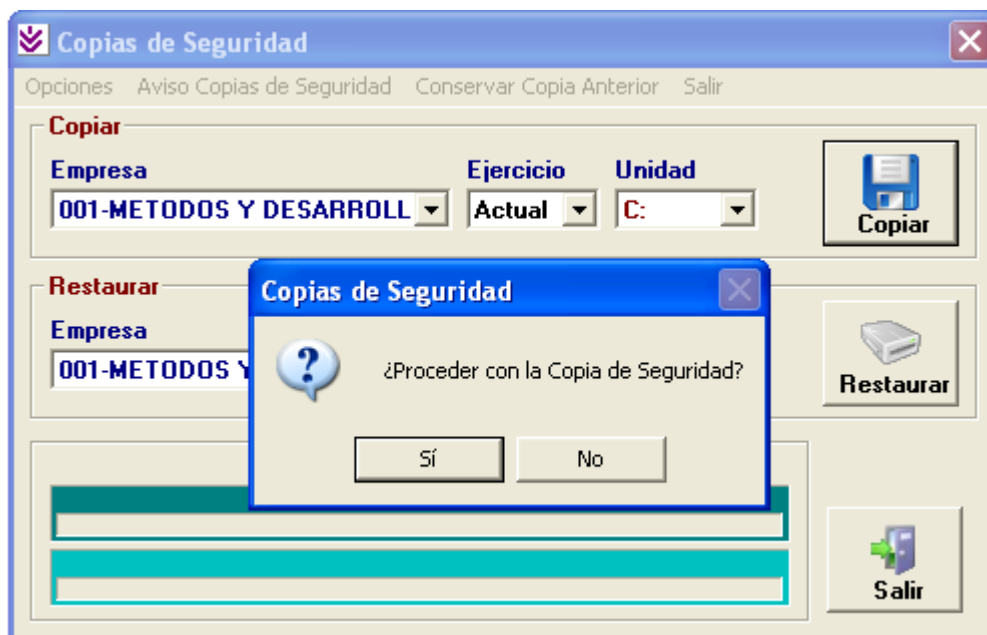 Copias de Seguridad
Opciones Aviso Copias de Seguridad Conservar Copia Anterior Salir
Copiar
Empresa Ejercicio Unidad
001-METODOS Y DESARROLL Actual C:
Copiar
Restaurar
Empresa
001-METODOS Y
Restaurar
Copias de Seguridad
¿Proceder con la Copia de Seguridad?
Sí No
Salir